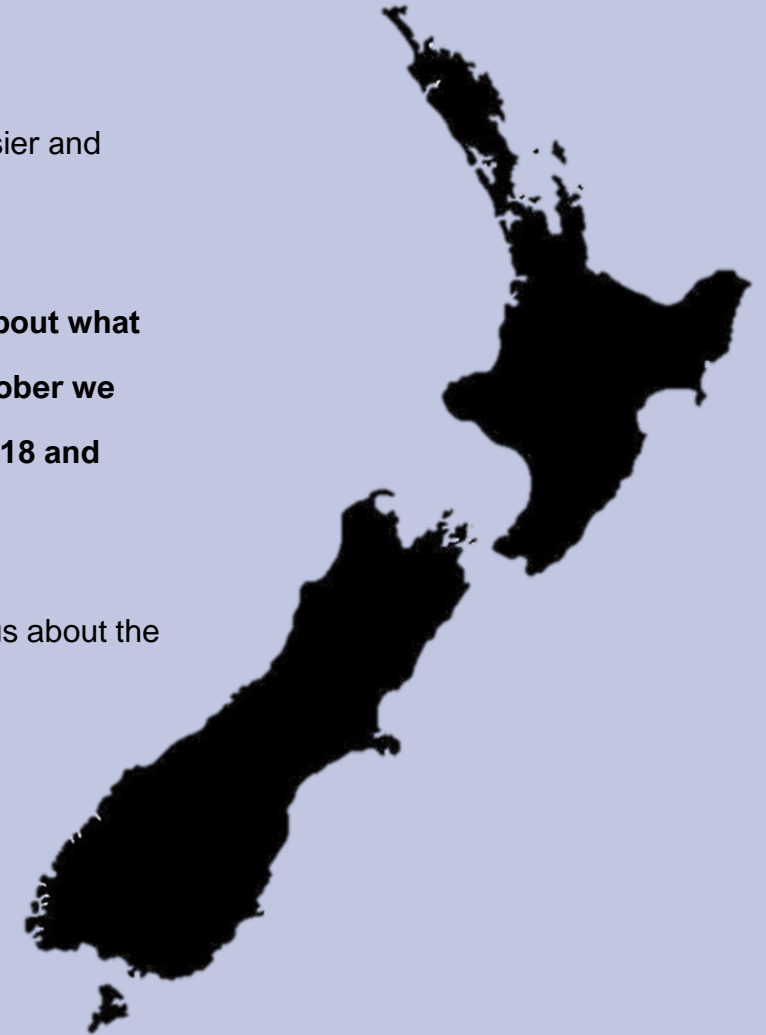 sier and
bout what
ober we
18 and
us about the